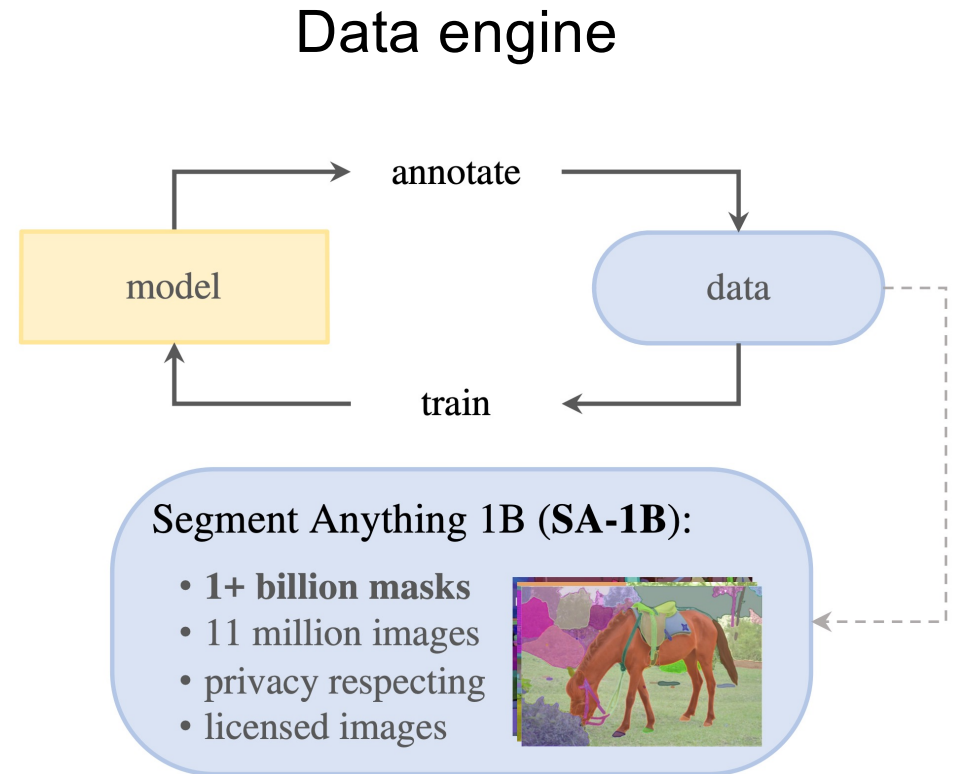 Data engine
annotate
model
data
train
Segment Anything 1B (SA-1B):
• 1+ billion masks
• 11 million images
• privacy respecting
• licensed images